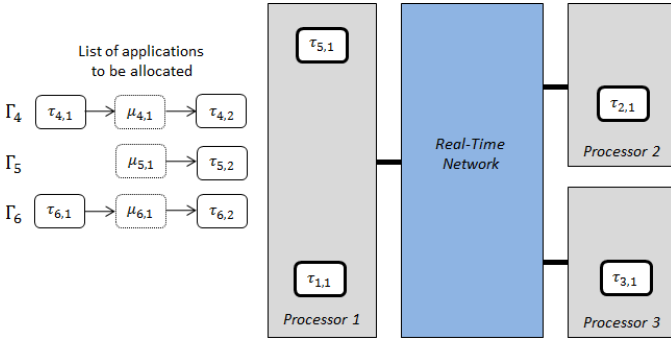 List of applications
to be allocated
Γ₄ τ₄,₁ μ₄,₁ τ₄,₂
Γ₅ μ₅,₁ τ₅,₂
Γ₆ τ₆,₁ μ₆,₁ τ₆,₂
τ₅,₁
τ₁,₁
Processor 1
Real-Time
Network
τ₂,₁
Processor 2
τ₃,₁
Processor 3